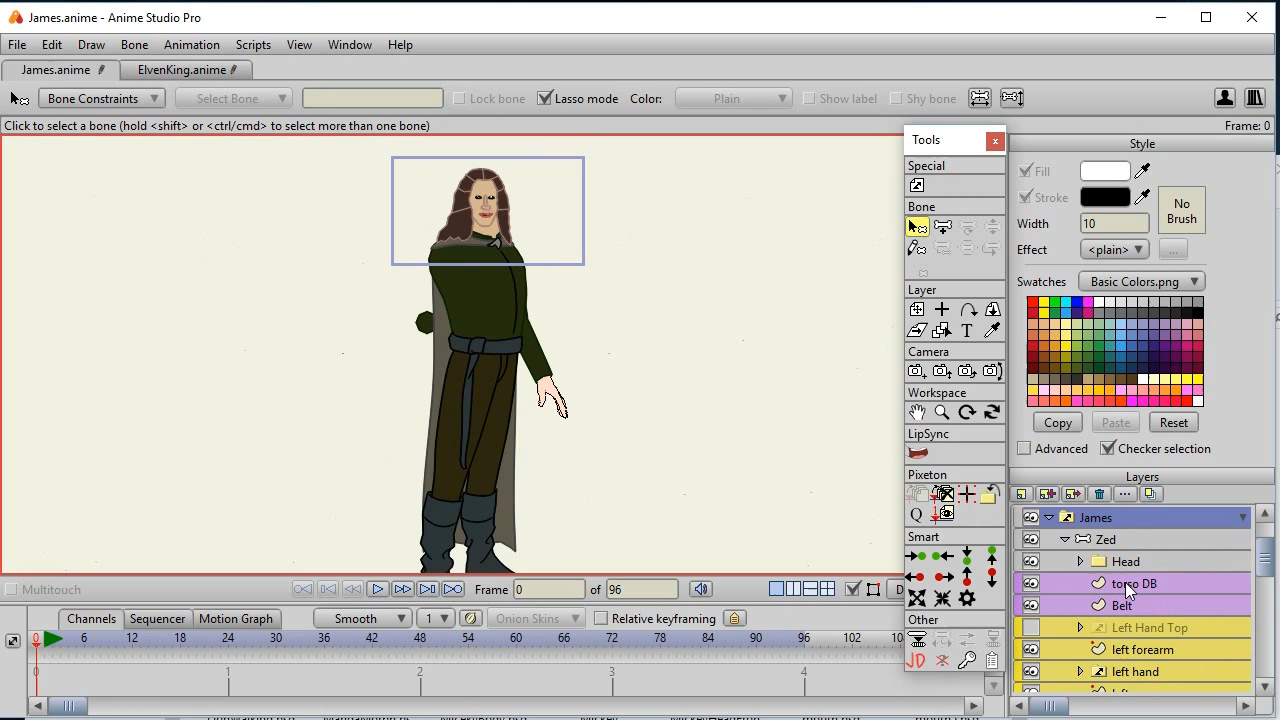 James.anime - Anime Studio Pro
File Edit Draw Bone Animation Scripts View Window Help
James.anime ElvenKing.anime
Bone Constraints Select Bone Lock bone Lasso mode Color: Plain Show label Shy bone
Click to select a bone (hold <shift> or <ctrl/cmd> to select more than one bone) Frame: 0
Tools
Special
Bone
Layer
T
Camera
Workspace
LipSync
Pixeton
Q
Smart
Other
JD
Style
Fill
Stroke
No
Brush
Width 10
Effect <plain> ...
Swatches Basic Colors.png
Copy Paste Reset
Advanced Checker selection
Layers
James
Zed
Head
torso DB
Belt
Left Hand Top
left forearm
left hand
Multitouch Frame 0 of 96
Channels Sequencer Motion Graph Smooth 1 Onion Skins Relative keyframing
0 6 12 18 24 30 36 42 48 54 60 66 72 78 84 90 96 102
0 1 2 3 4